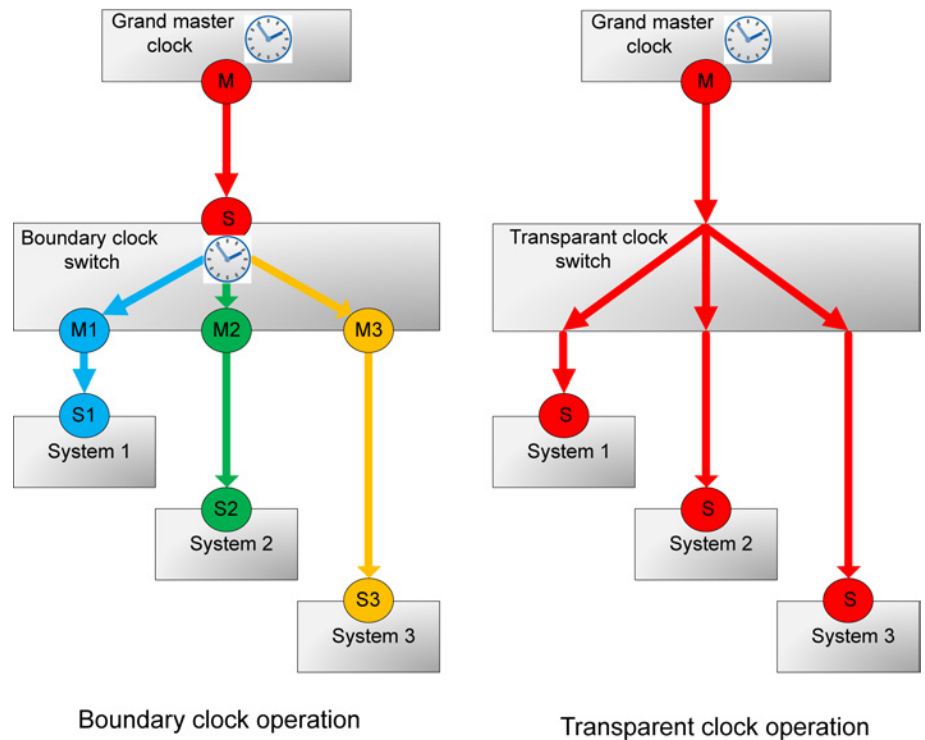 Grand master
clock
M
S
Boundary clock
switch
M1
M2
M3
S1
System 1
S2
System 2
S3
System 3
Boundary clock operation
Grand master
clock
M
Transparant clock
switch
S
System 1
S
System 2
S
System 3
Transparent clock operation